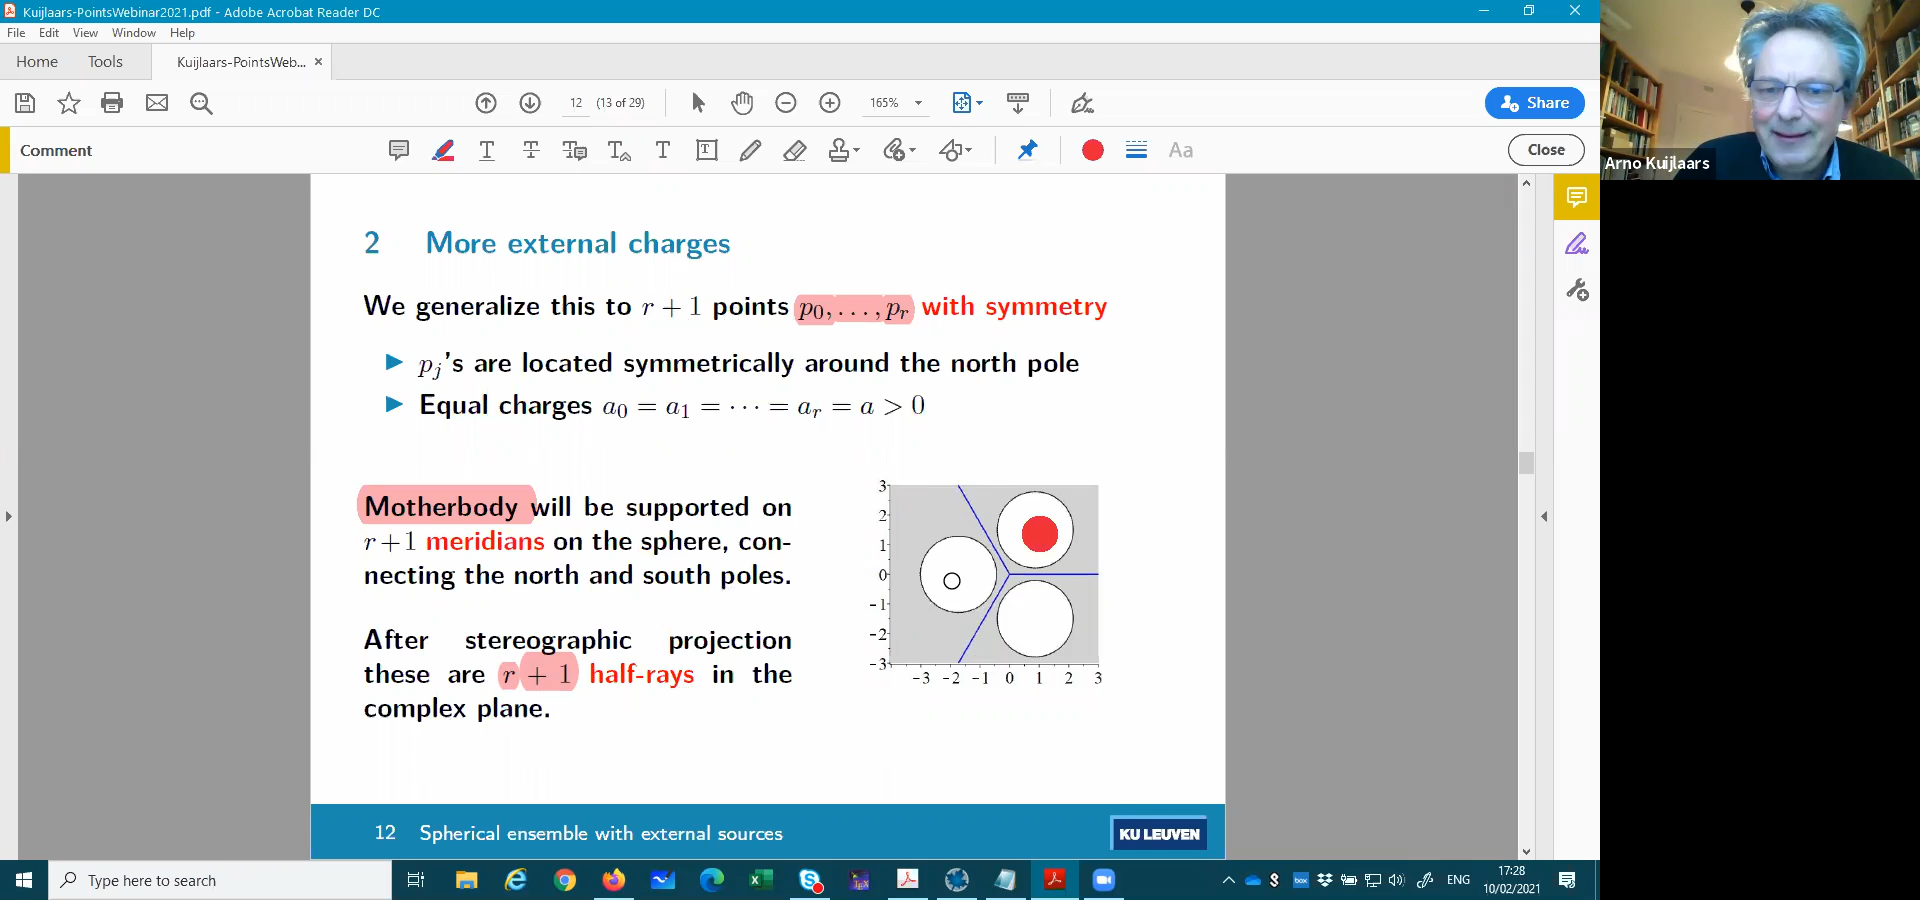 Kuijlaars-PointsWebinar2021.pdf - Adobe Acrobat Reader DC
File Edit View Window Help
Home Tools Kuijlaars-PointsWeb... ×
12 (13 of 29) 165% Share
Comment Aa Close
Arno Kuijlaars
2 More external charges
We generalize this to r + 1 points p₀, . . . , pᵣ with symmetry
pⱼ's are located symmetrically around the north pole
Equal charges a₀ = a₁ = · · · = aᵣ = a > 0
Motherbody will be supported on
r+1 meridians on the sphere, con-
necting the north and south poles.
After stereographic projection
these are r + 1 half-rays in the
complex plane.
3
2
1
0
-1
-2
-3
-3 -2 -1 0 1 2 3
12 Spherical ensemble with external sources KU LEUVEN
Type here to search
ENG
17:28
10/02/2021